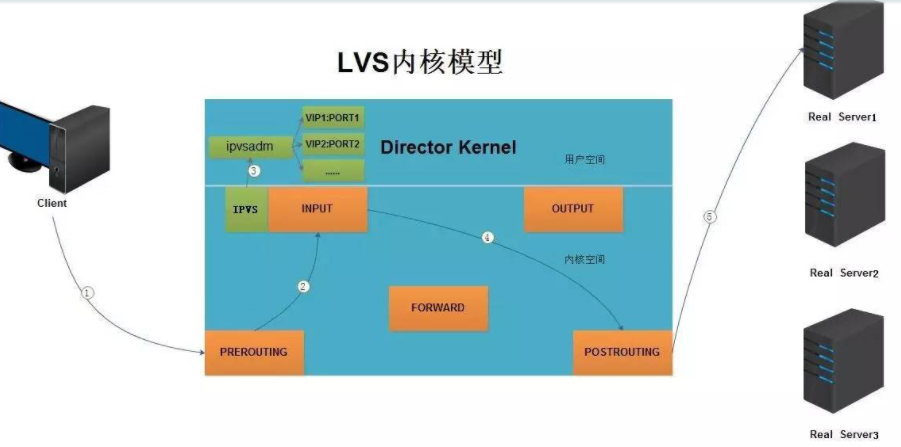 LVS内核模型
Real Server1
VIP1:PORT1
ipvsadm
VIP2:PORT2
Director Kernel
用户空间
......
③
Client
IPVS
INPUT
OUTPUT
⑤
④
内核空间
Real Server2
①
②
FORWARD
PREROUTING
POSTROUTING
Real Server3